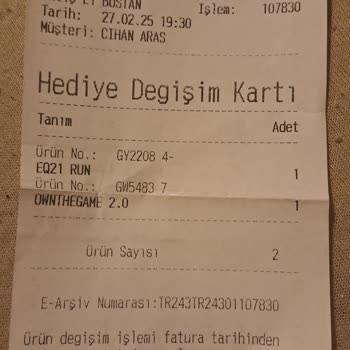 ET BOSTAN
Tarih: 27.02.25 19:30 İşlem: 107830
Müşteri: CIHAN ARAS
Hediye Degişim Kartı
Tanım Adet
Ürün No.: GY2208 4-
EQ21 RUN 1
Ürün No.: GW5483 7
OWNTHEGAME 2.0 1
Ürün Sayısı 2
E-Arşiv Numarası:TR243TR24301107830
Ürün degişim işlemi fatura tarihinden